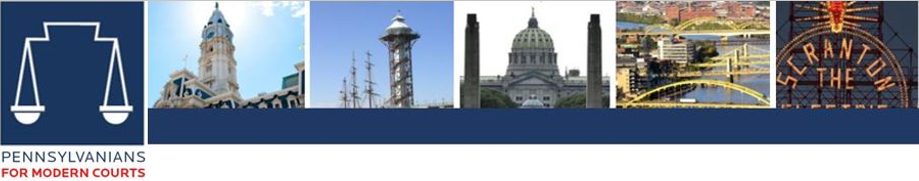 PENNSYLVANIANS
FOR MODERN COURTS
SCRANTON
THE